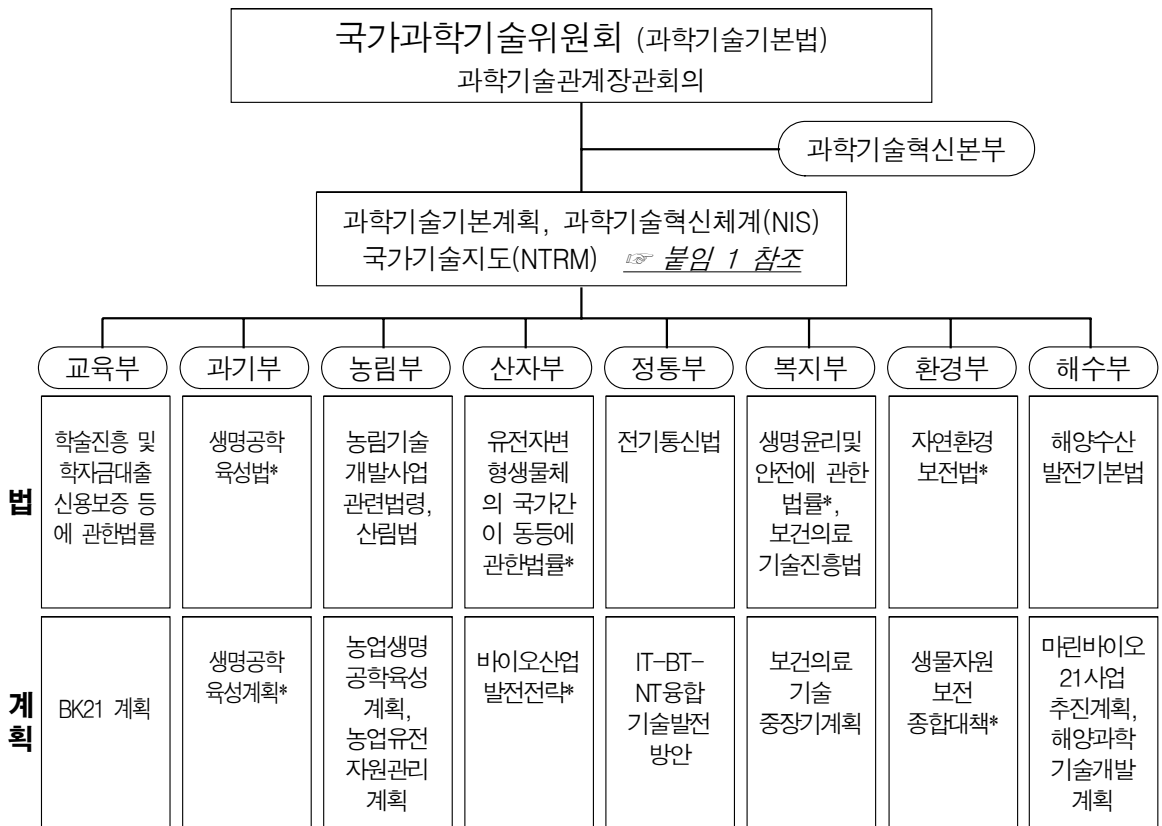 국가과학기술위원회 (과학기술기본법)
과학기술관계장관회의
과학기술혁신본부
과학기술기본계획, 과학기술혁신체계(NIS)
국가기술지도(NTRM) ☞ 붙임 1 참조
교육부
과기부
농림부
산자부
정통부
복지부
환경부
해수부
법
학술진흥 및
학자금대출
신용보증 등
에 관한법률
생명공학
육성법*
농림기술
개발사업
관련법령,
산림법
유전자변
형생물체
의 국가간
이 동등에
관한법률*
전기통신법
생명윤리및
안전에 관한
법률*,
보건의료
기술진흥법
자연환경
보전법*
해양수산
발전기본법
계
획
BK21 계획
생명공학
육성계획*
농업생명
공학육성
계획,
농업유전
자원관리
계획
바이오산업
발전전략*
IT-BT-
NT융합
기술발전
방안
보건의료
기술
중장기계획
생물자원
보전
종합대책*
마린바이오
21사업
추진계획,
해양과학
기술개발
계획